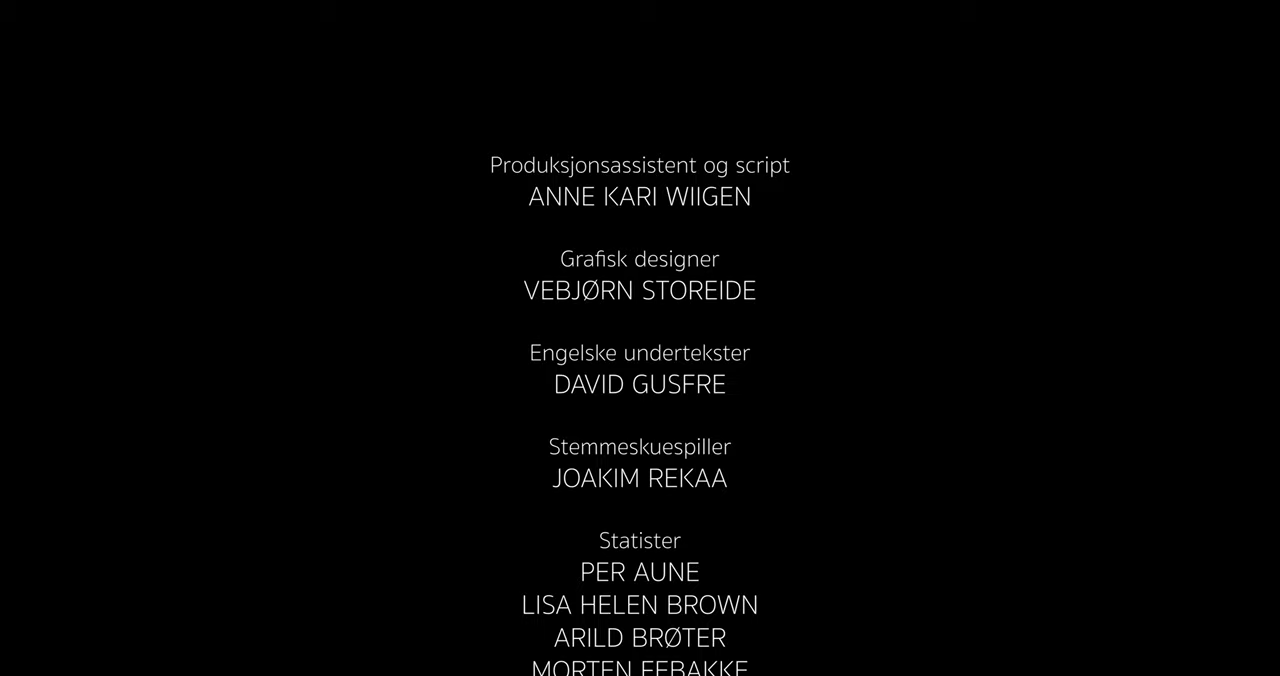 Produksjonsassistent og script
ANNE KARI WIIGEN
Grafisk designer
VEBJØRN STOREIDE
Engelske undertekster
DAVID GUSFRE
Stemmeskuespiller
JOAKIM REKAA
Statister
PER AUNE
LISA HELEN BROWN
ARILD BRØTER
MORTEN